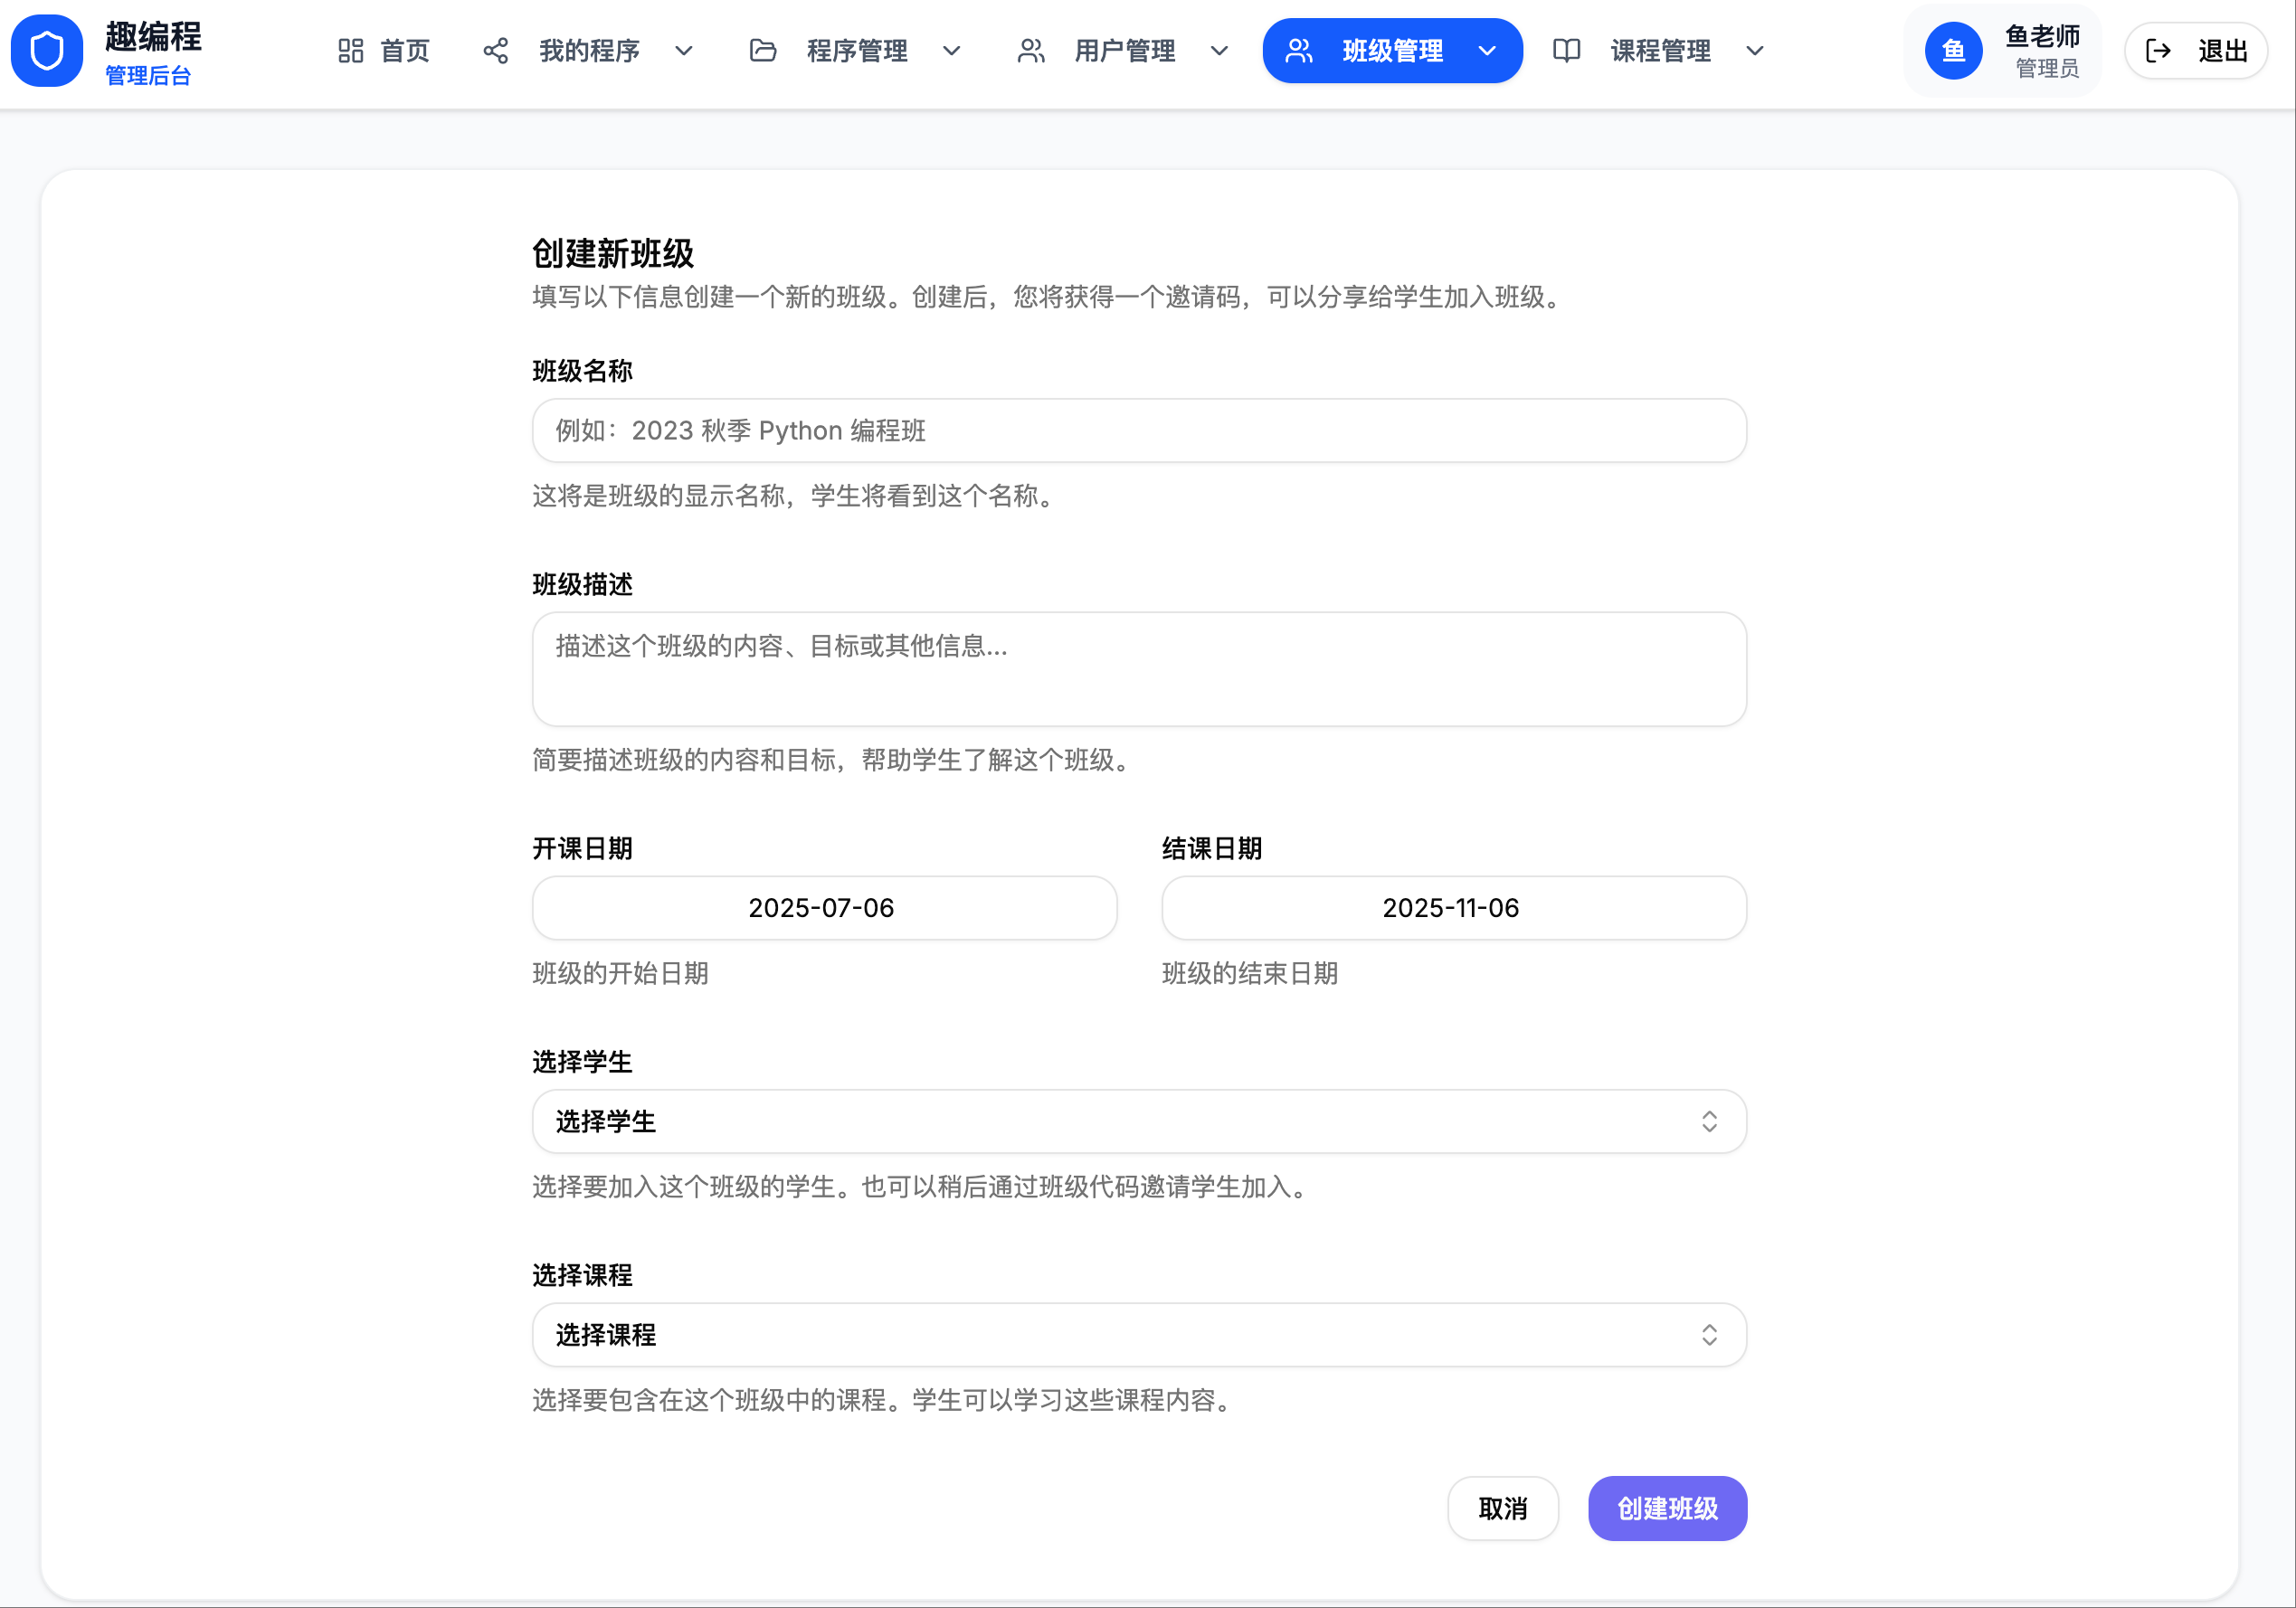 趣编程
管理后台
首页
我的程序
程序管理
用户管理
班级管理
课程管理
鱼
鱼老师
管理员
退出
创建新班级
填写以下信息创建一个新的班级。创建后，您将获得一个邀请码，可以分享给学生加入班级。
班级名称
例如：2023 秋季 Python 编程班
这将是班级的显示名称，学生将看到这个名称。
班级描述
描述这个班级的内容、目标或其他信息...
简要描述班级的内容和目标，帮助学生了解这个班级。
开课日期
2025-07-06
班级的开始日期
结课日期
2025-11-06
班级的结束日期
选择学生
选择学生
选择要加入这个班级的学生。也可以稍后通过班级代码邀请学生加入。
选择课程
选择课程
选择要包含在这个班级中的课程。学生可以学习这些课程内容。
取消
创建班级